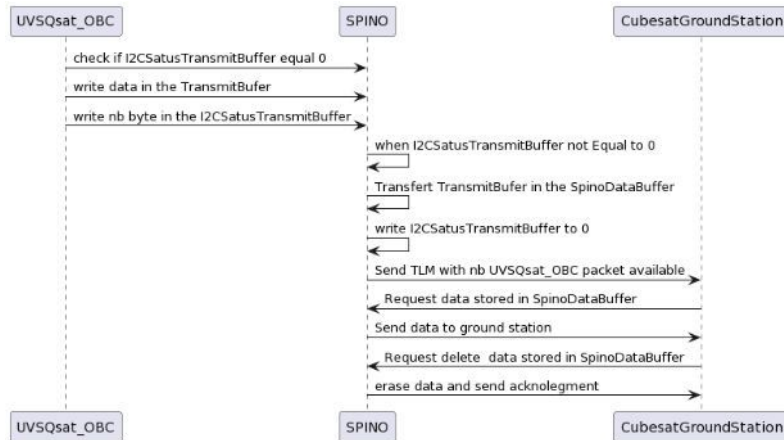 UVSQsat_OBC SPINO CubesatGroundStation
check if I2CSatusTransmitBuffer equal 0
write data in the TransmitBufer
write nb byte in the I2CSatusTransmitBuffer
when I2CSatusTransmitBuffer not Equal to 0
Transfert TransmitBufer in the SpinoDataBuffer
write I2CSatusTransmitBuffer to 0
Send TLM with nb UVSQsat_OBC packet available
Request data stored in SpinoDataBuffer
Send data to ground station
Request delete data stored in SpinoDataBuffer
erase data and send acknolegment
UVSQsat_OBC SPINO CubesatGroundStation